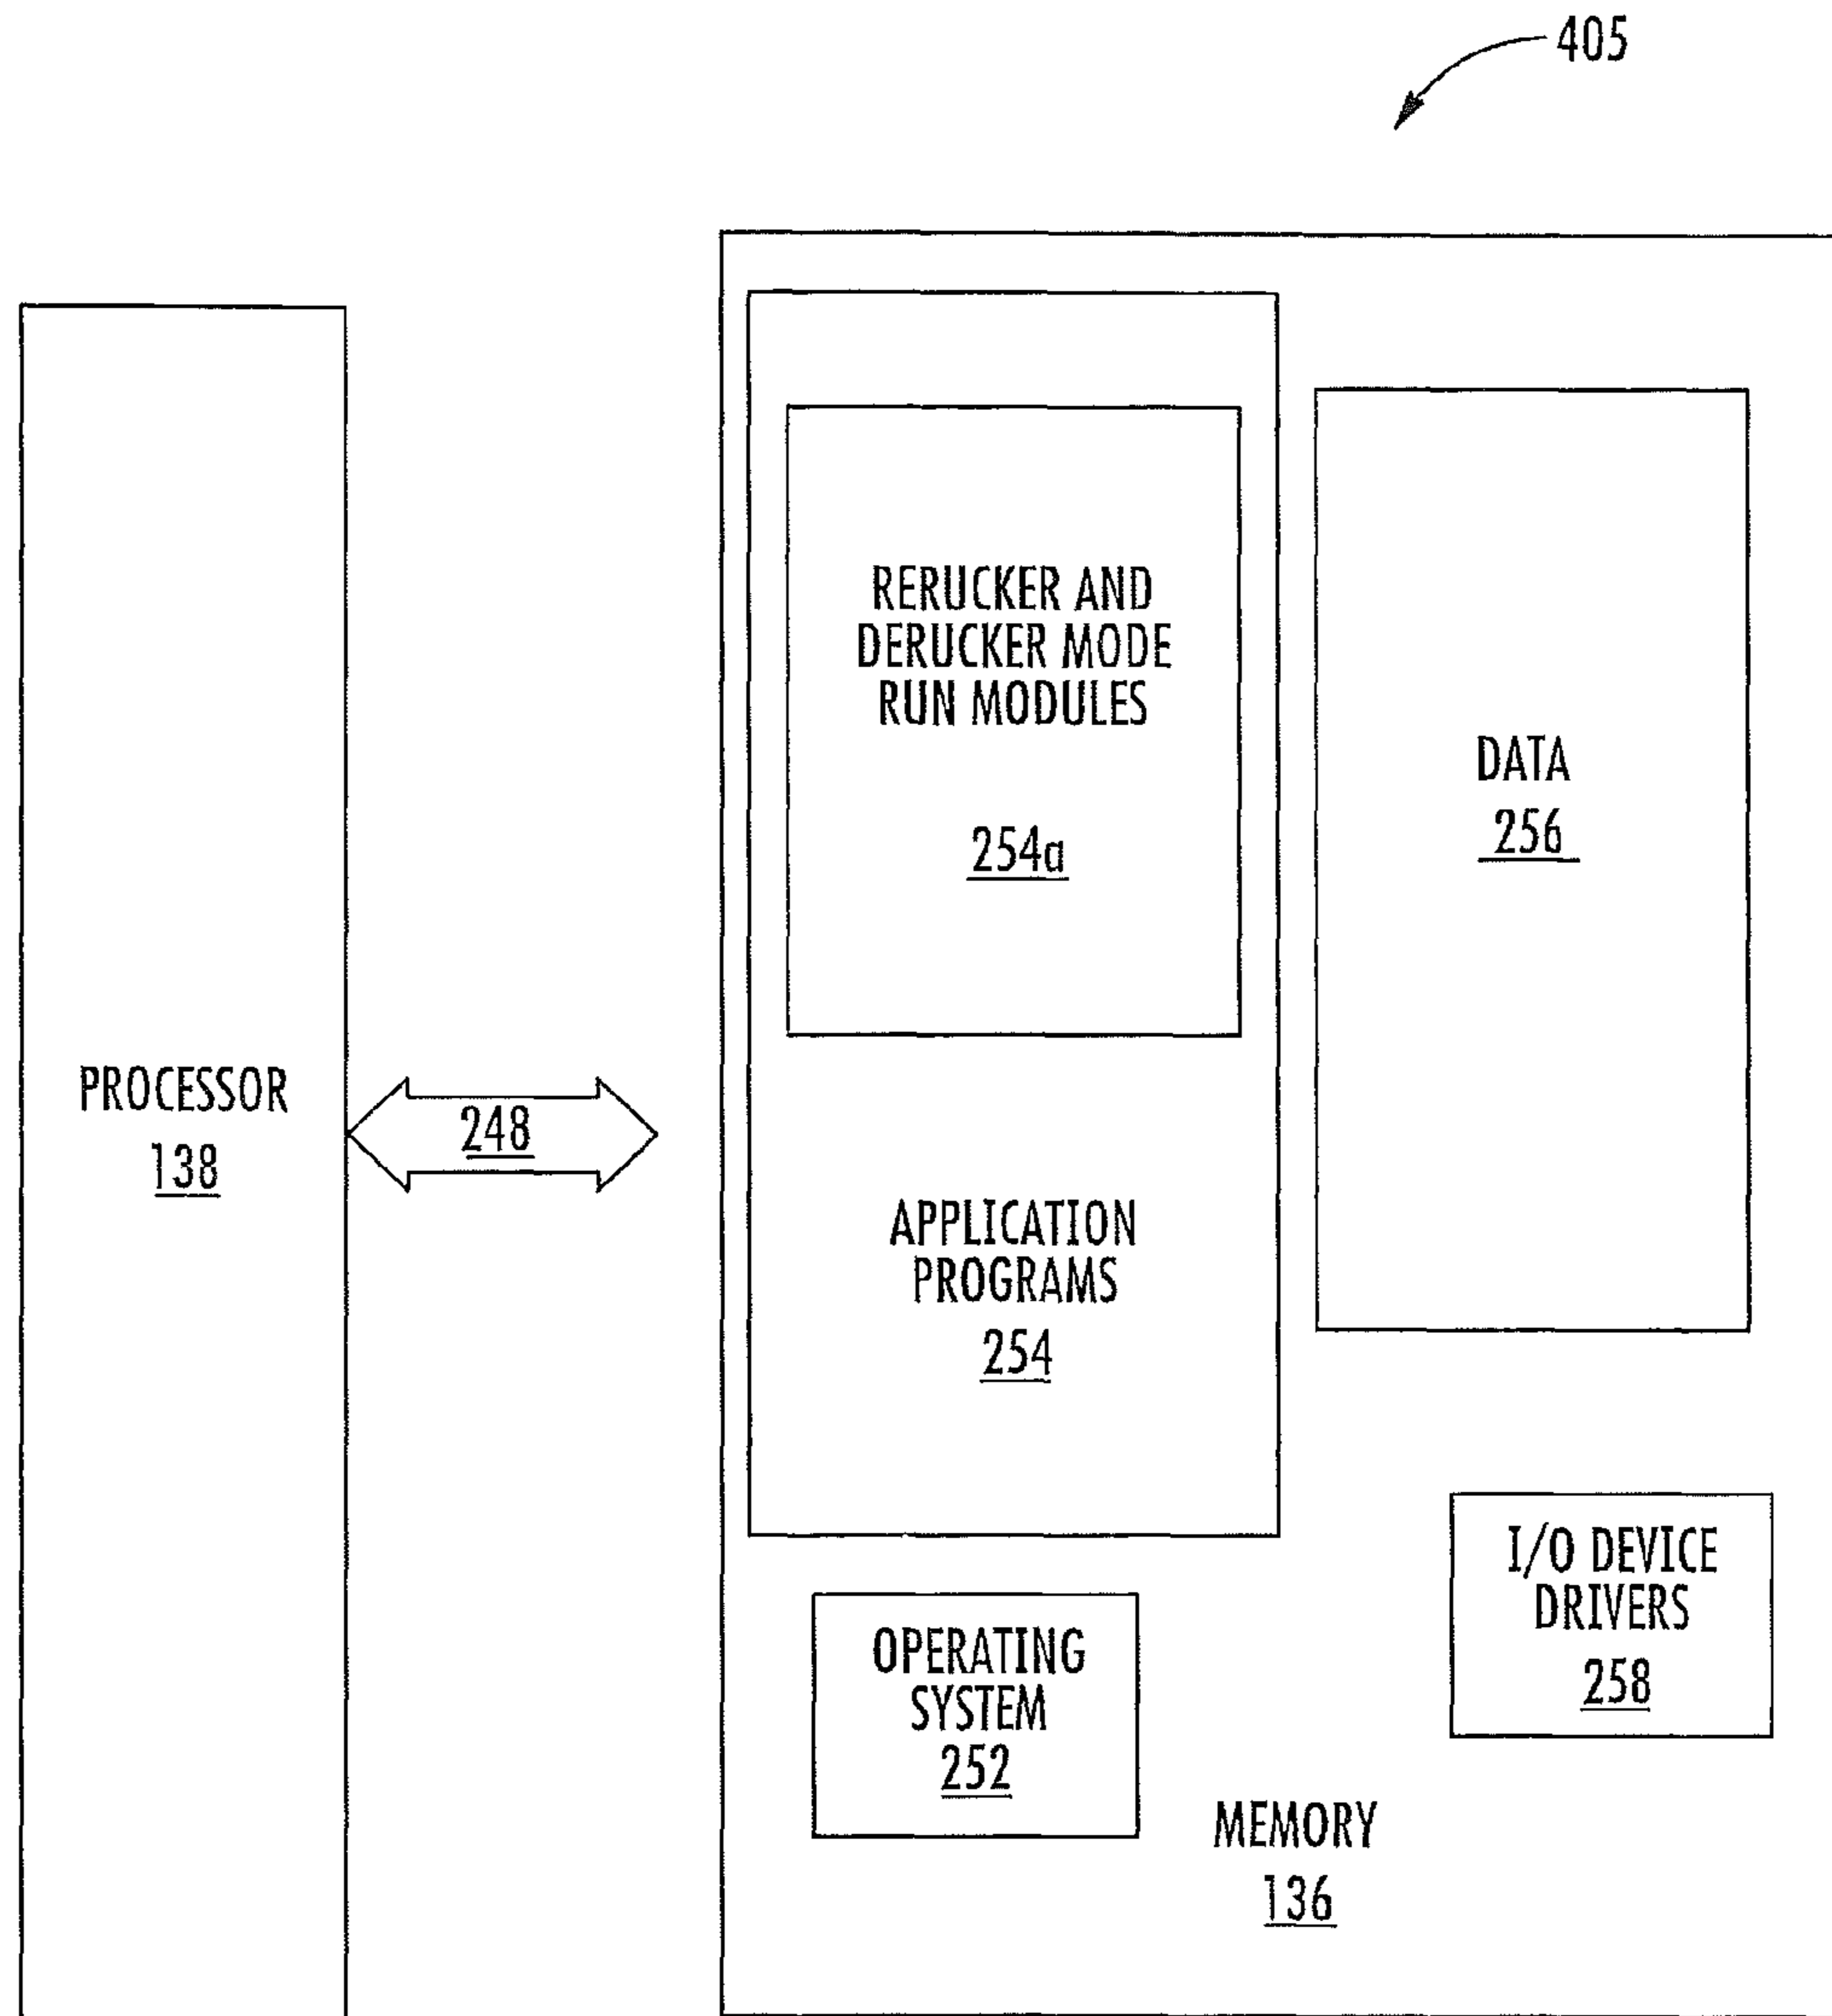 405
RERUCKER AND
DERUCKER MODE
RUN MODULES
254a
DATA
256
PROCESSOR
138
248
APPLICATION
PROGRAMS
254
I/O DEVICE
DRIVERS
258
OPERATING
SYSTEM
252
MEMORY
136